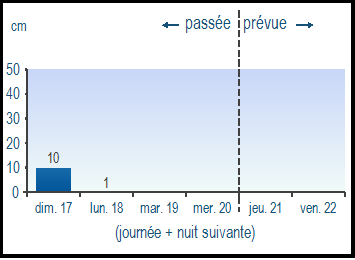 ← passée prévue →
cm
50
40
30
20
10
0
10
1
dim. 17 lun. 18 mar. 19 mer. 20 jeu. 21 ven. 22
(journée + nuit suivante)